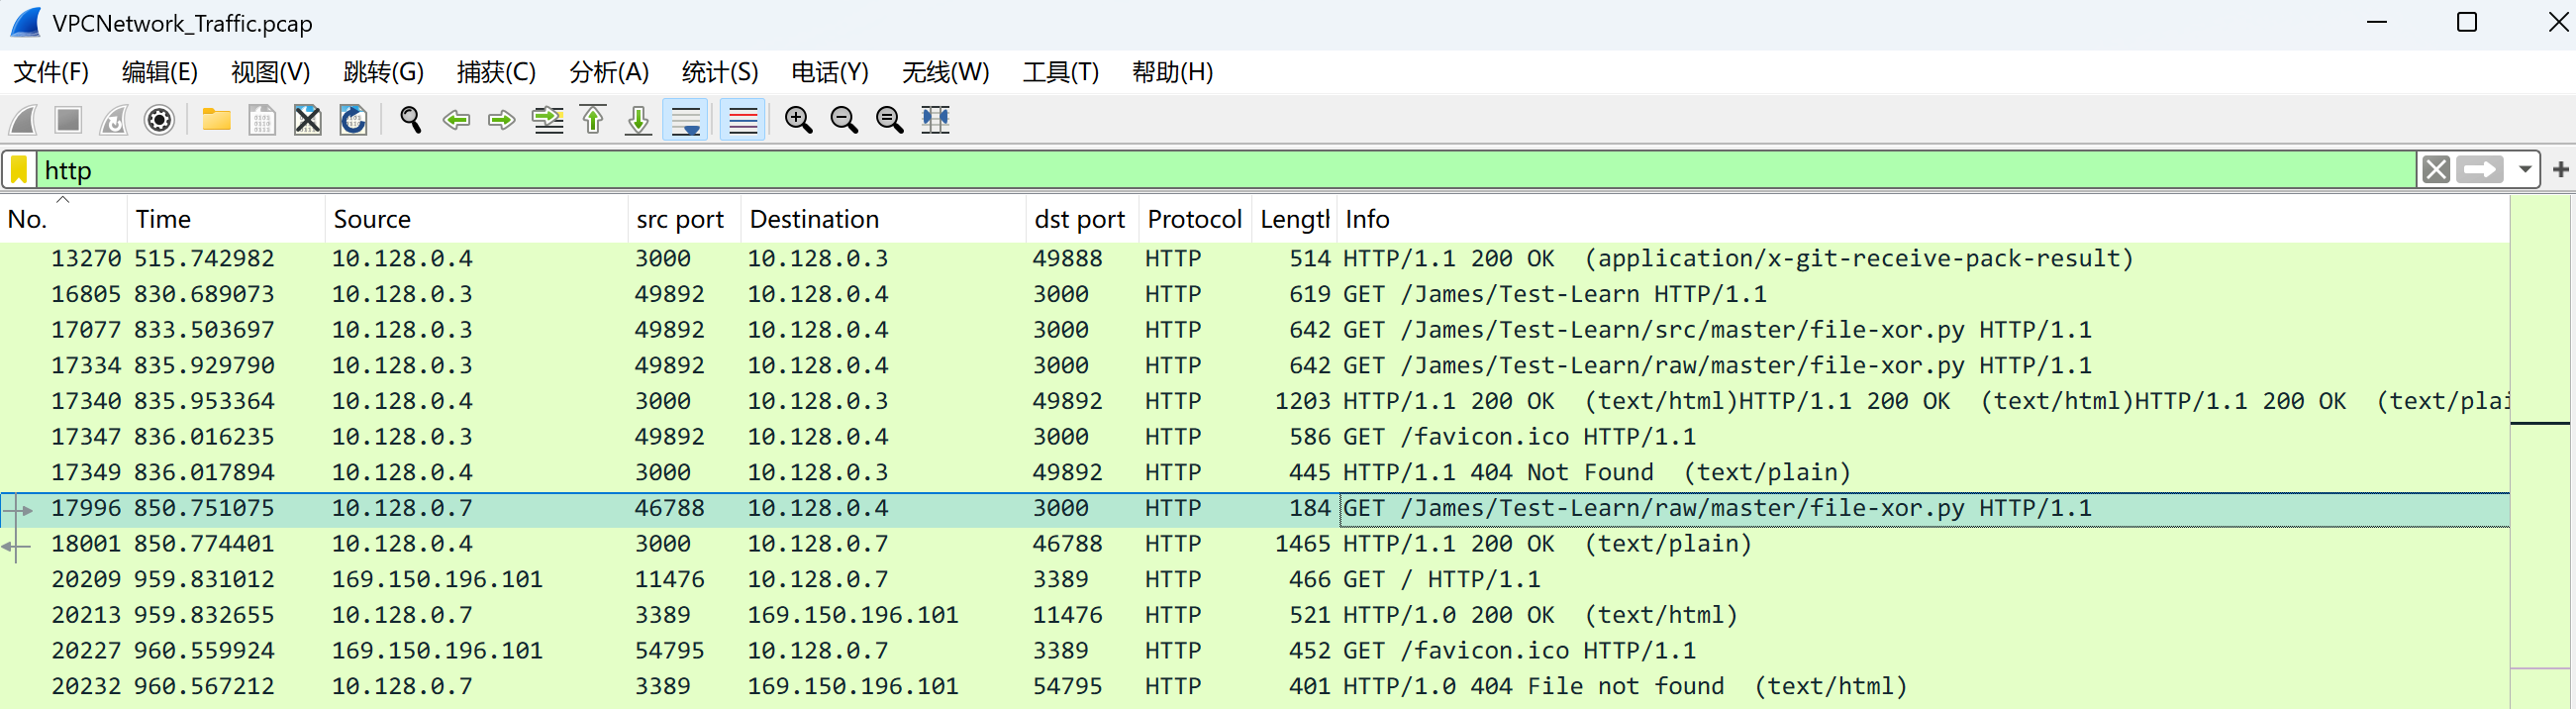 VPCNetwork_Traffic.pcap
文件(F) 编辑(E) 视图(V) 跳转(G) 捕获(C) 分析(A) 统计(S) 电话(Y) 无线(W) 工具(T) 帮助(H)
http
No. Time Source src port Destination dst port Protocol Length Info
13270 515.742982 10.128.0.4 3000 10.128.0.3 49888 HTTP 514 HTTP/1.1 200 OK (application/x-git-receive-pack-result)
16805 830.689073 10.128.0.3 49892 10.128.0.4 3000 HTTP 619 GET /James/Test-Learn HTTP/1.1
17077 833.503697 10.128.0.3 49892 10.128.0.4 3000 HTTP 642 GET /James/Test-Learn/src/master/file-xor.py HTTP/1.1
17334 835.929790 10.128.0.3 49892 10.128.0.4 3000 HTTP 642 GET /James/Test-Learn/raw/master/file-xor.py HTTP/1.1
17340 835.953364 10.128.0.4 3000 10.128.0.3 49892 HTTP 1203 HTTP/1.1 200 OK (text/html)HTTP/1.1 200 OK (text/html)HTTP/1.1 200 OK (text/plai
17347 836.016235 10.128.0.3 49892 10.128.0.4 3000 HTTP 586 GET /favicon.ico HTTP/1.1
17349 836.017894 10.128.0.4 3000 10.128.0.3 49892 HTTP 445 HTTP/1.1 404 Not Found (text/plain)
17996 850.751075 10.128.0.7 46788 10.128.0.4 3000 HTTP 184 GET /James/Test-Learn/raw/master/file-xor.py HTTP/1.1
18001 850.774401 10.128.0.4 3000 10.128.0.7 46788 HTTP 1465 HTTP/1.1 200 OK (text/plain)
20209 959.831012 169.150.196.101 11476 10.128.0.7 3389 HTTP 466 GET / HTTP/1.1
20213 959.832655 10.128.0.7 3389 169.150.196.101 11476 HTTP 521 HTTP/1.0 200 OK (text/html)
20227 960.559924 169.150.196.101 54795 10.128.0.7 3389 HTTP 452 GET /favicon.ico HTTP/1.1
20232 960.567212 10.128.0.7 3389 169.150.196.101 54795 HTTP 401 HTTP/1.0 404 File not found (text/html)